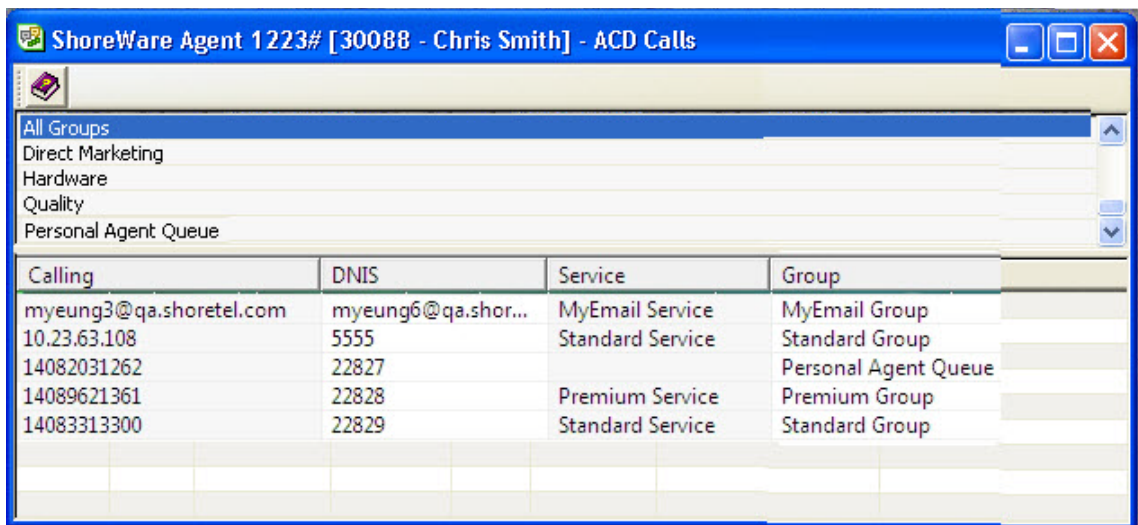 ShoreWare Agent 1223# [30088 - Chris Smith] - ACD Calls
All Groups
Direct Marketing
Hardware
Quality
Personal Agent Queue
Calling DNIS Service Group
myeung3@qa.shoretel.com myeung6@qa.shor... MyEmail Service MyEmail Group
10.23.63.108 5555 Standard Service Standard Group
14082031262 22827 Personal Agent Queue
14089621361 22828 Premium Service Premium Group
14083313300 22829 Standard Service Standard Group